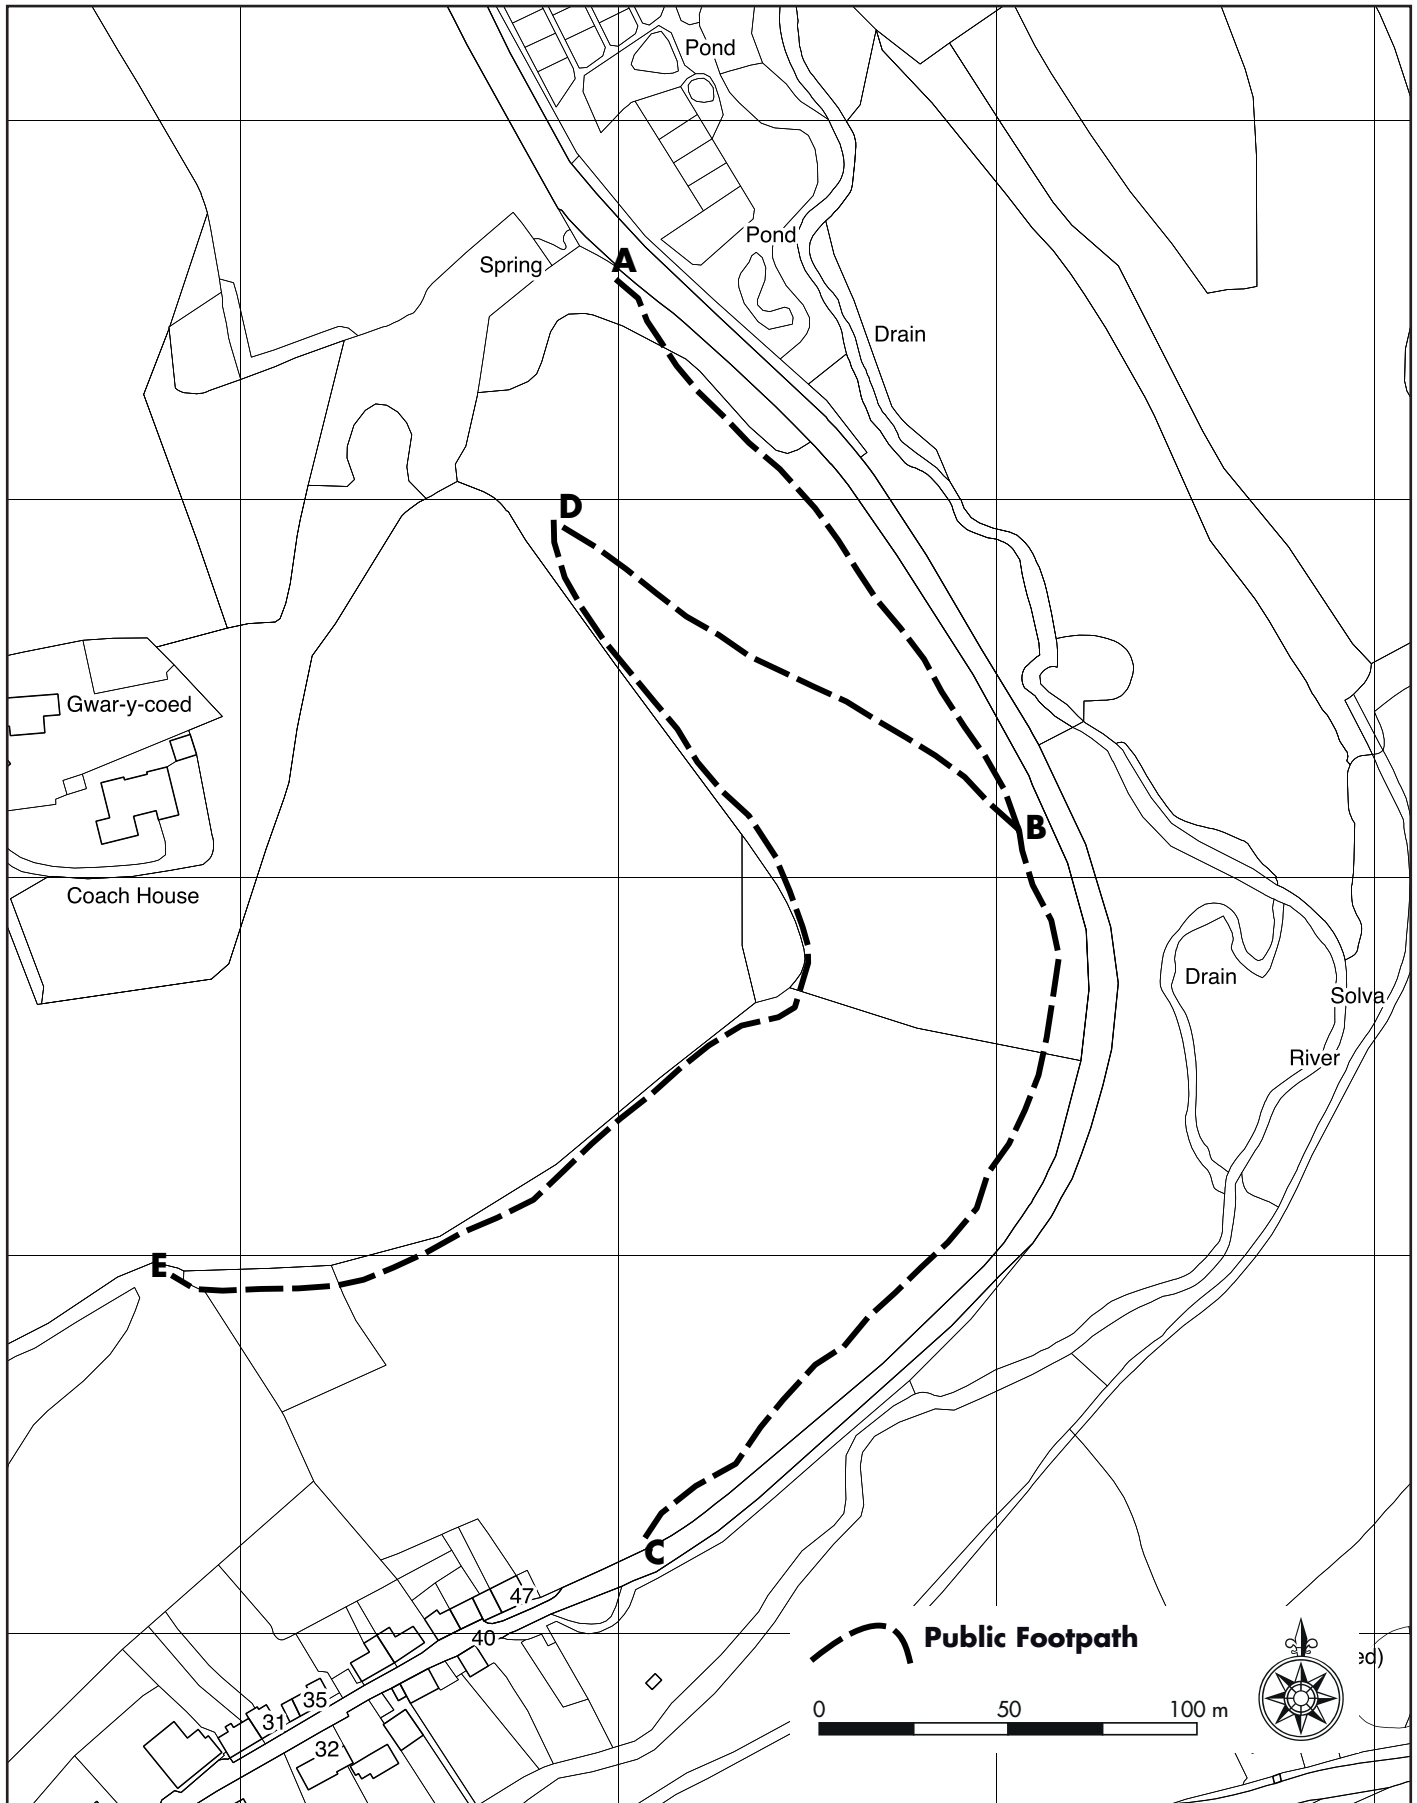 Pond
Pond
Spring
A
Drain
D
Gwar-y-coed
B
Coach House
Drain
Solva
River
E
C
47
40
35
31
32
Public Footpath
0 50 100 m
ed)